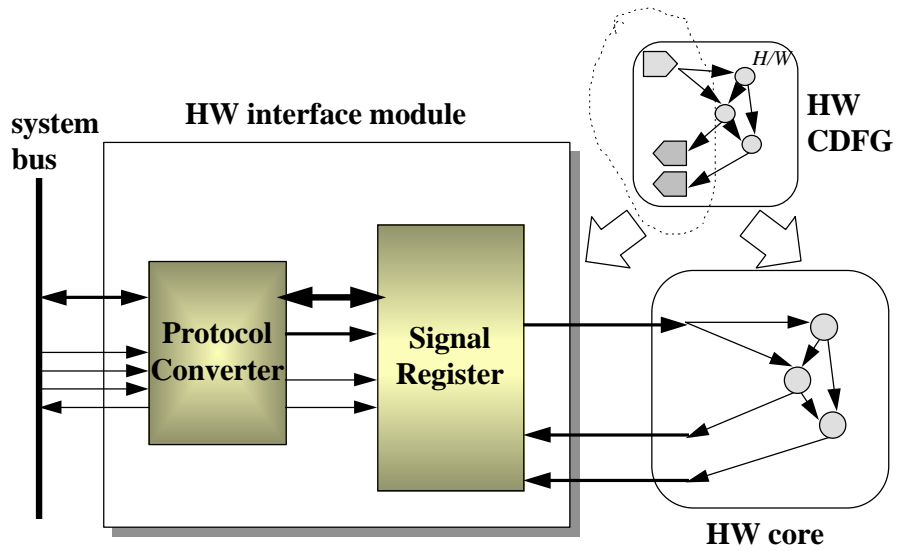 H/W
HW
CDFG
HW interface module
system
bus
Protocol
Converter
Signal
Register
HW core